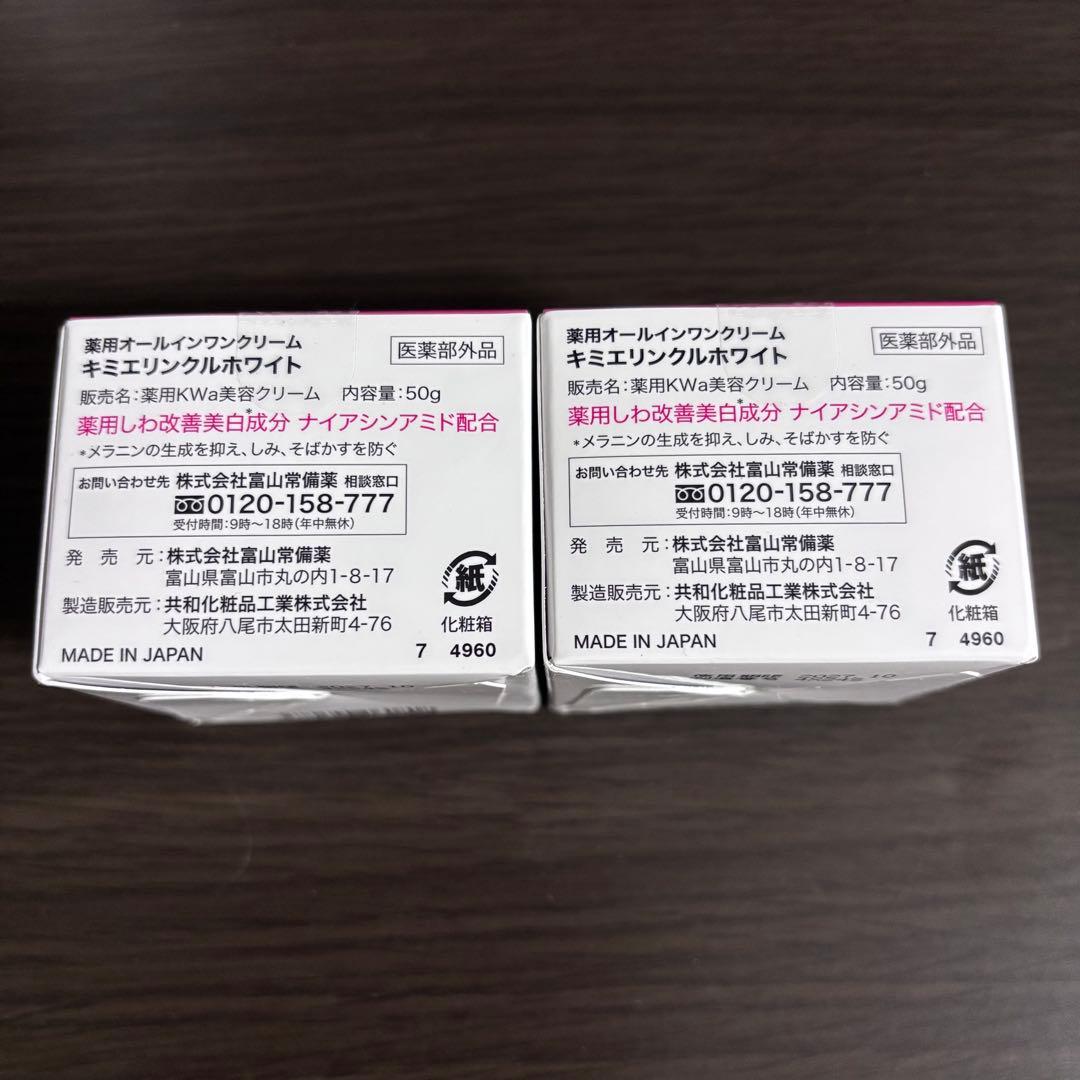 薬用オールインワンクリーム
キミエリンクルホワイト
医薬部外品
販売名:薬用KWa美容クリーム 内容量:50g
薬用しわ改善美白*成分 ナイアシンアミド配合
*メラニンの生成を抑え、しみ、そばかすを防ぐ
お問い合わせ先 株式会社富山常備薬 相談窓口
0120-158-777
受付時間:9時~18時(年中無休)
発売元:株式会社富山常備薬
富山県富山市丸の内1-8-17
製造販売元:共和化粧品工業株式会社
大阪府八尾市太田新町4-76
紙
化粧箱
MADE IN JAPAN
7 4960
薬用オールインワンクリーム
キミエリンクルホワイト
医薬部外品
販売名:薬用KWa美容クリーム 内容量:50g
薬用しわ改善美白*成分 ナイアシンアミド配合
*メラニンの生成を抑え、しみ、そばかすを防ぐ
お問い合わせ先 株式会社富山常備薬 相談窓口
0120-158-777
受付時間:9時~18時(年中無休)
発売元:株式会社富山常備薬
富山県富山市丸の内1-8-17
製造販売元:共和化粧品工業株式会社
大阪府八尾市太田新町4-76
紙
化粧箱
MADE IN JAPAN
7 4960